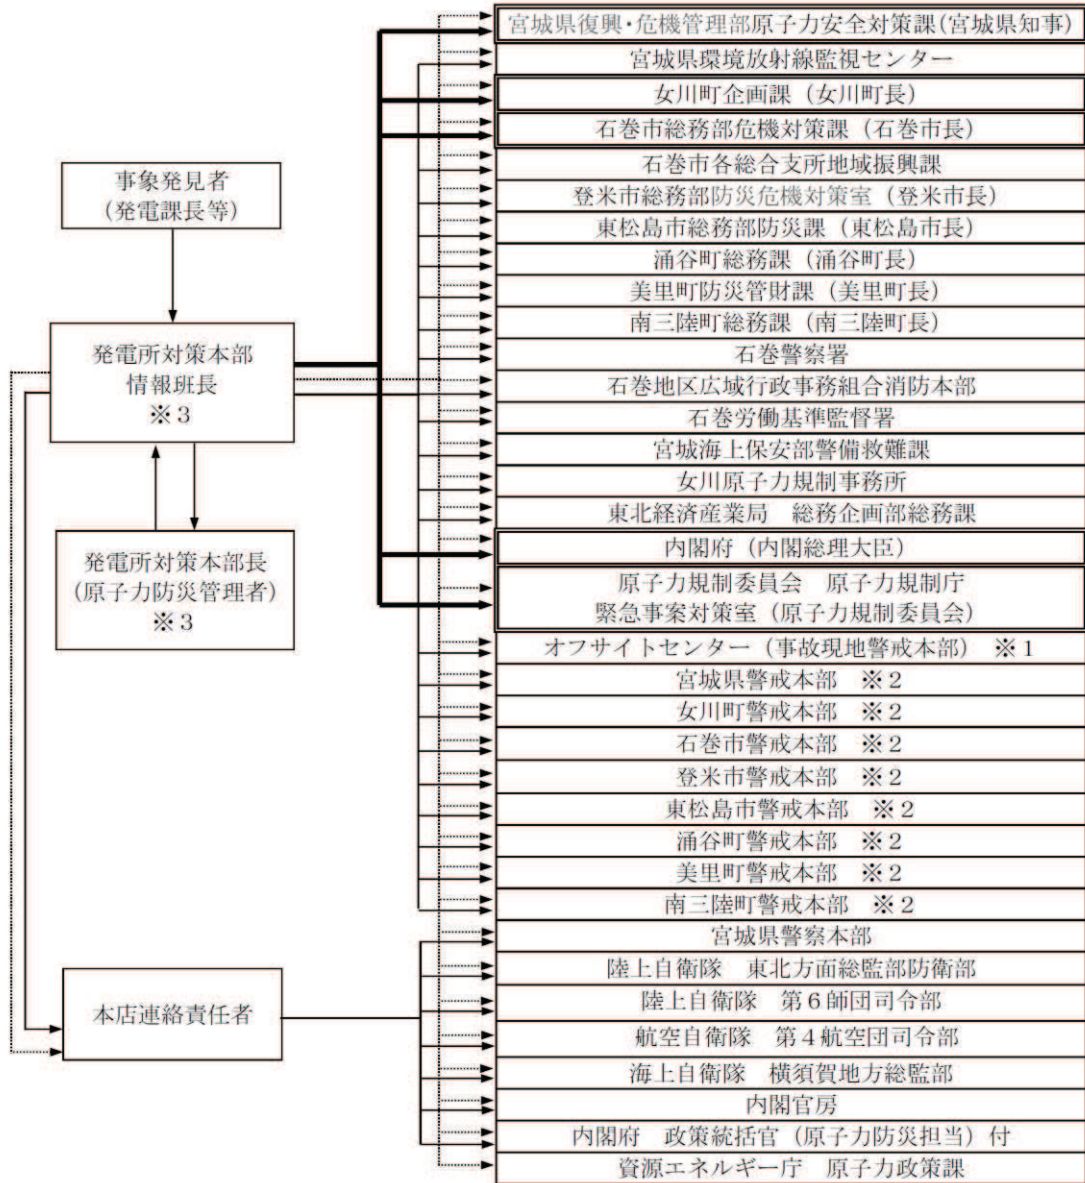 宮城県復興・危機管理部原子力安全対策課(宮城県知事)
宮城県環境放射線監視センター
女川町企画課（女川町長）
石巻市総務部危機対策課（石巻市長）
石巻市各総合支所地域振興課
登米市総務部防災危機対策室（登米市長）
東松島市総務部防災課（東松島市長）
涌谷町総務課（涌谷町長）
美里町防災管財課（美里町長）
南三陸町総務課（南三陸町長）
石巻警察署
石巻地区広域行政事務組合消防本部
石巻労働基準監督署
宮城海上保安部警備救難課
女川原子力規制事務所
東北経済産業局　総務企画部総務課
内閣府（内閣総理大臣）
原子力規制委員会　原子力規制庁
緊急事案対策室（原子力規制委員会）
オフサイトセンター（事故現地警戒本部）　※１
宮城県警戒本部　※２
女川町警戒本部　※２
石巻市警戒本部　※２
登米市警戒本部　※２
東松島市警戒本部　※２
涌谷町警戒本部　※２
美里町警戒本部　※２
南三陸町警戒本部　※２
宮城県警察本部
陸上自衛隊　東北方面総監部防衛部
陸上自衛隊　第６師団司令部
航空自衛隊　第４航空団司令部
海上自衛隊　横須賀地方総監部
内閣官房
内閣府　政策統括官（原子力防災担当）付
資源エネルギー庁　原子力政策課
事象発見者
(発電課長等)
発電所対策本部
情報班長
※３
発電所対策本部長
(原子力防災管理者)
※３
本店連絡責任者